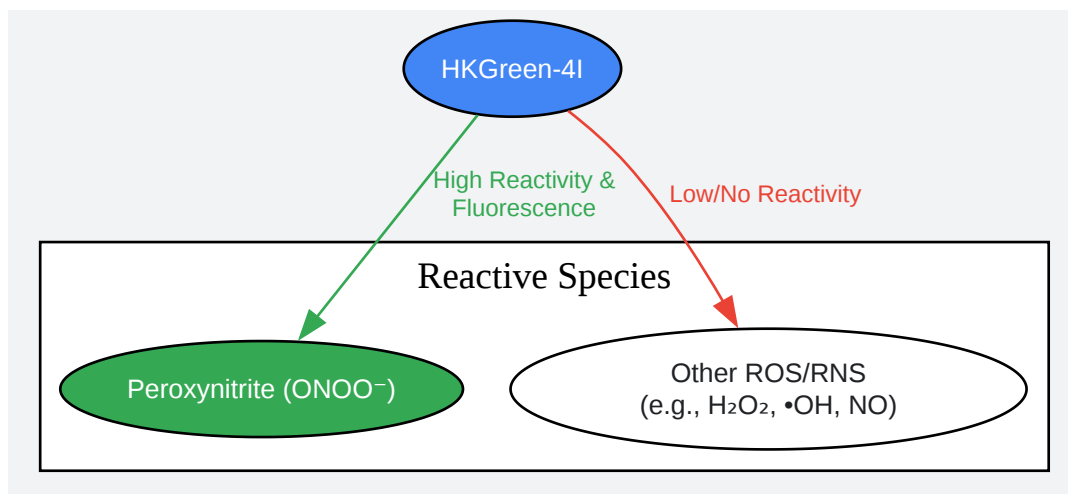 HKGreen-4I
High Reactivity &
Fluorescence
Low/No Reactivity
Reactive Species
Peroxynitrite (ONOO⁻)
Other ROS/RNS
(e.g., H₂O₂, •OH, NO)